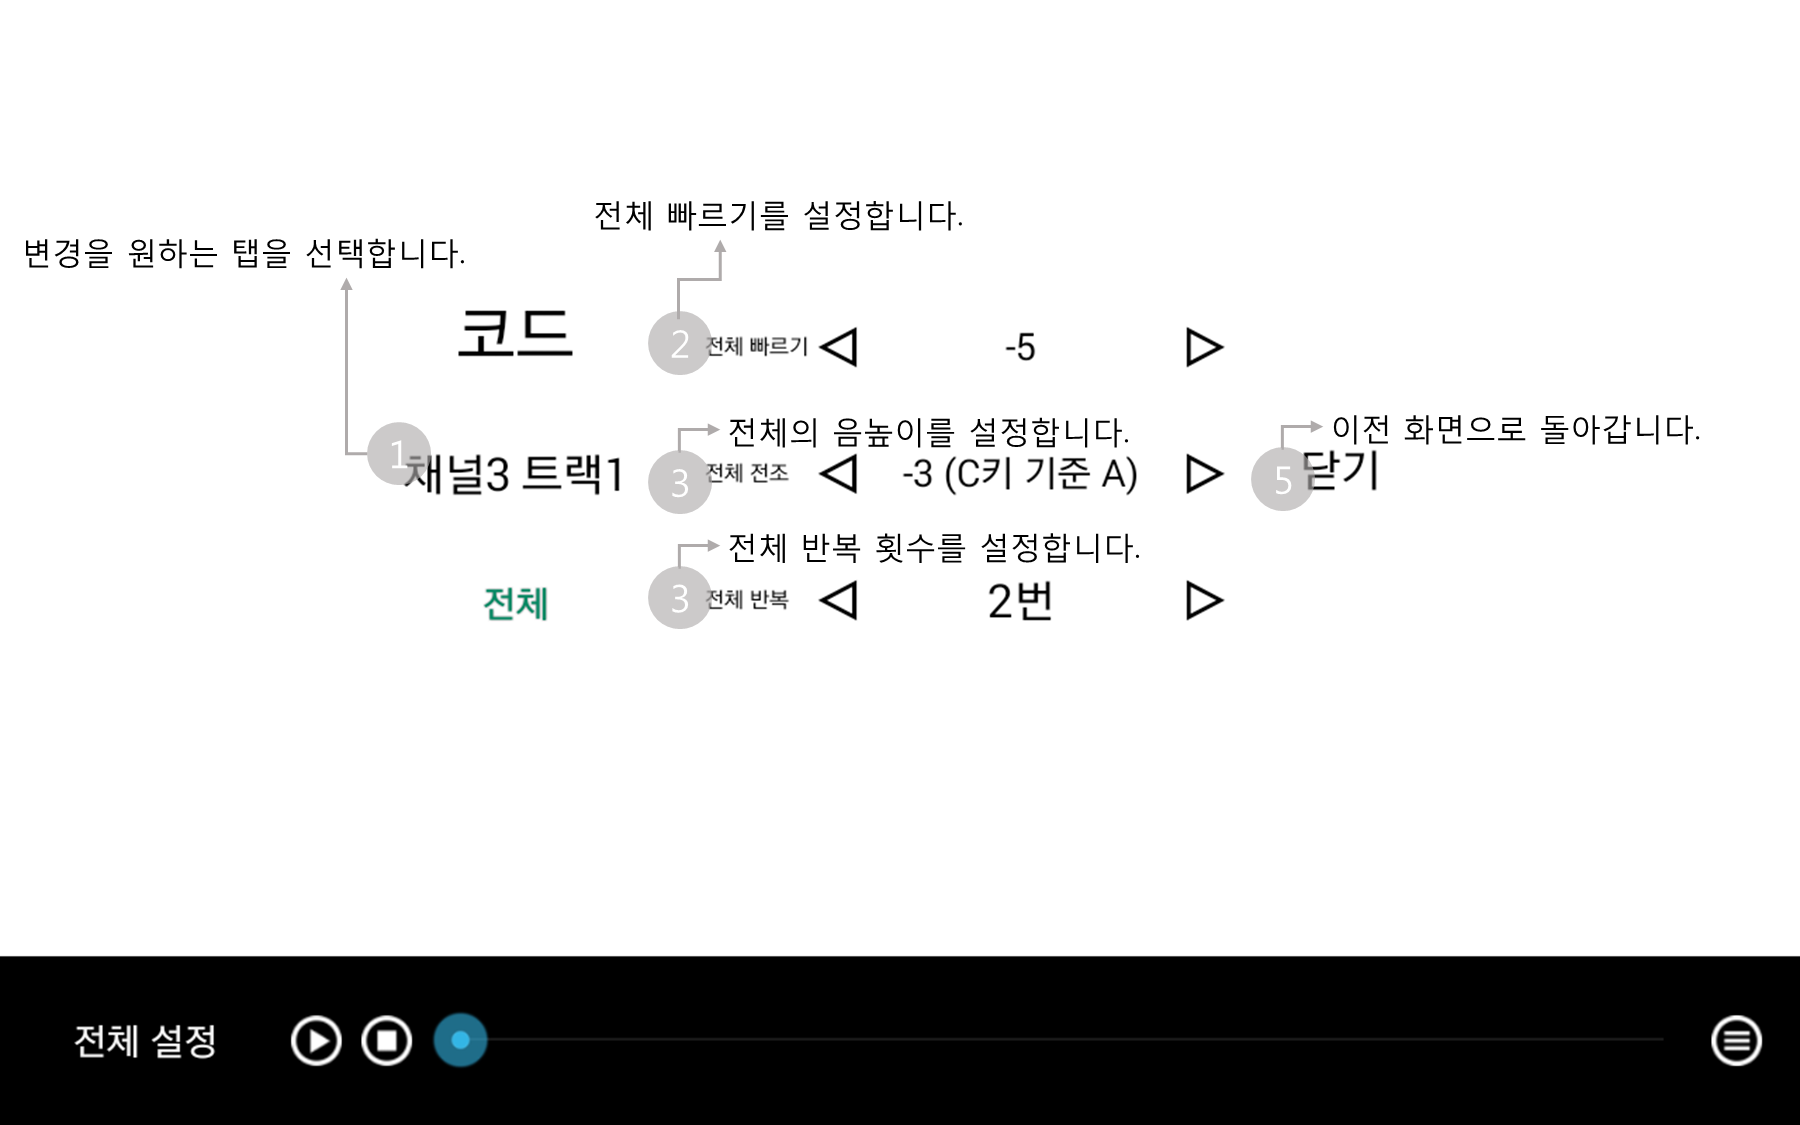 전체 빠르기를 설정합니다.
변경을 원하는 탭을 선택합니다.
코드
2 전체 빠르기 -5
전체의 음높이를 설정합니다.
이전 화면으로 돌아갑니다.
1 채널3 트랙1
3 전체 전조 -3 (C키 기준 A)
5 닫기
전체 반복 횟수를 설정합니다.
전체
3 전체 반복 2번
전체 설정